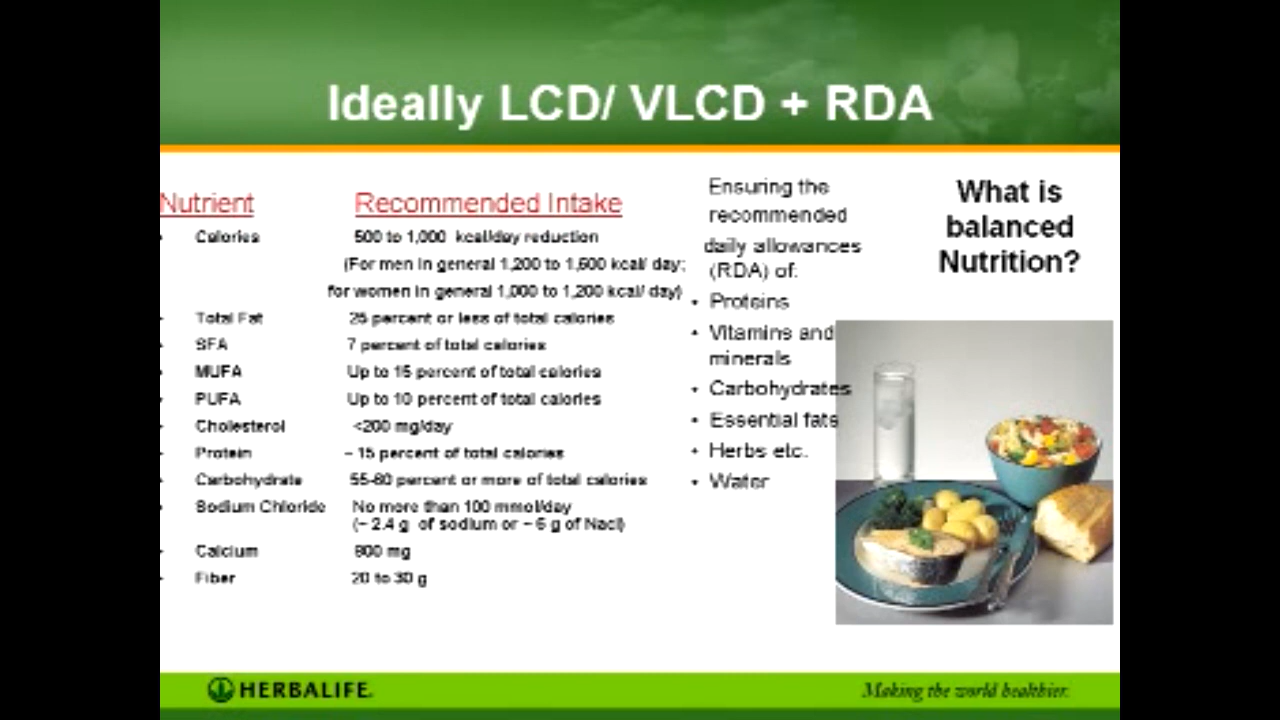 Ideally LCD/ VLCD + RDA
Nutrient Recommended Intake
• Calories 500 to 1,000 kcal/day reduction
(For men in general 1,200 to 1,600 kcal/ day;
for women in general 1,000 to 1,200 kcal/ day)
• Total Fat 25 percent or less of total calories
• SFA 7 percent of total calories
• MUFA Up to 15 percent of total calories
• PUFA Up to 10 percent of total calories
• Cholesterol <200 mg/day
• Protein ~ 15 percent of total calories
• Carbohydrate 55-60 percent or more of total calories
• Sodium Chloride No more than 100 mmol/day
(~ 2.4 g of sodium or ~ 6 g of Nacl)
• Calcium 800 mg
• Fiber 20 to 30 g
Ensuring the
recommended
daily allowances
(RDA) of:
• Proteins
• Vitamins and
minerals
• Carbohydrates
• Essential fats
• Herbs etc.
• Water
What is
balanced
Nutrition?
HERBALIFE.
Making the world healthier.